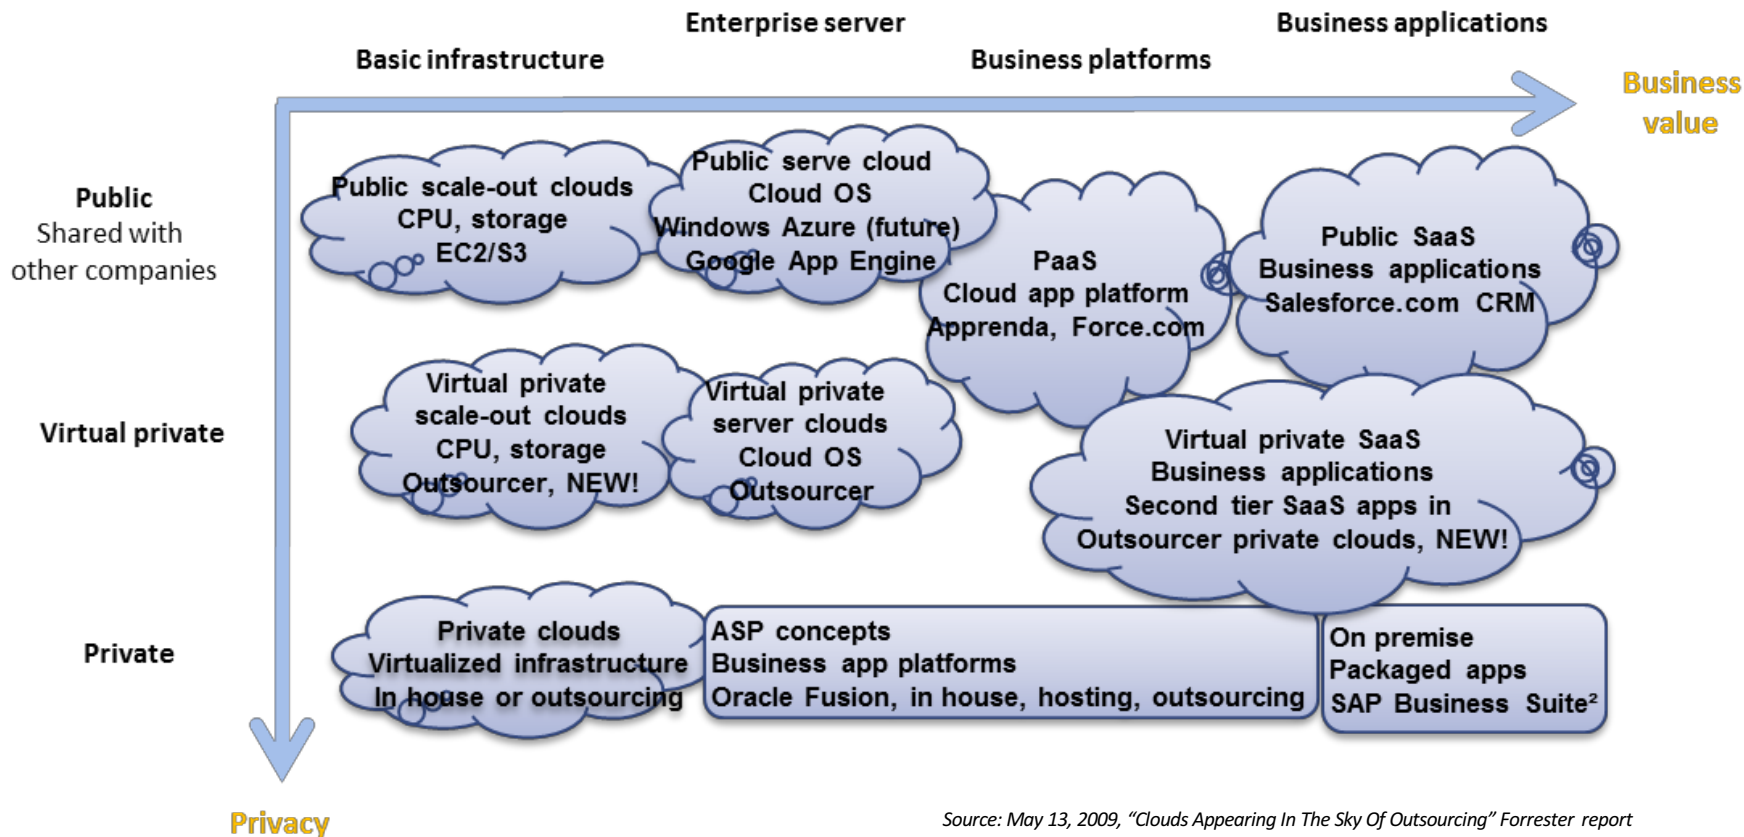 Enterprise server
Business applications
Basic infrastructure
Business platforms
Business
value
Public
Shared with
other companies
Public scale-out clouds
CPU, storage
EC2/S3
Public serve cloud
Cloud OS
Windows Azure (future)
Google App Engine
PaaS
Cloud app platform
Apprenda, Force.com
Public SaaS
Business applications
Salesforce.com CRM
Virtual private
Virtual private
scale-out clouds
CPU, storage
Outsourcer, NEW!
Virtual private
server clouds
Cloud OS
Outsourcer
Virtual private SaaS
Business applications
Second tier SaaS apps in
Outsourcer private clouds, NEW!
Private
Private clouds
Virtualized infrastructure
In house or outsourcing
ASP concepts
Business app platforms
Oracle Fusion, in house, hosting, outsourcing
On premise
Packaged apps
SAP Business Suite²
Privacy
Source: May 13, 2009, “Clouds Appearing In The Sky Of Outsourcing” Forrester report